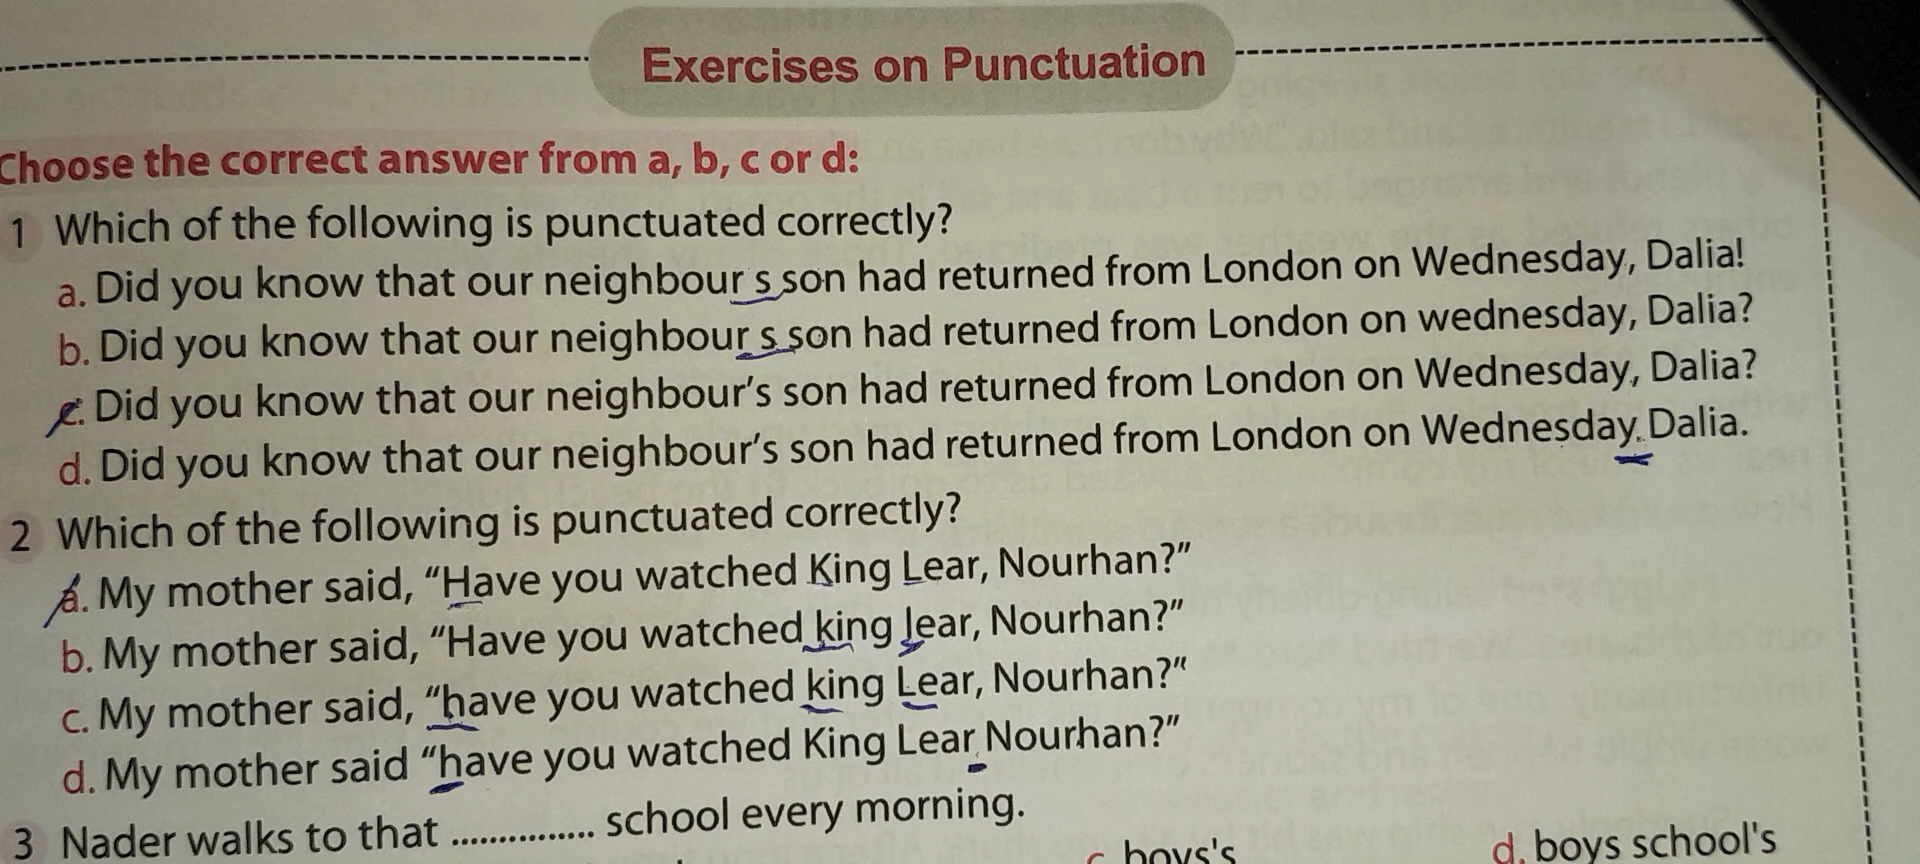 Exercises on Punctuation
Choose the correct answer from a, b, c or d:
1 Which of the following is punctuated correctly?
a. Did you know that our neighbour s son had returned from London on Wednesday, Dalia!
b. Did you know that our neighbour s son had returned from London on wednesday, Dalia?
c. Did you know that our neighbour's son had returned from London on Wednesday, Dalia?
d. Did you know that our neighbour's son had returned from London on Wednesday, Dalia.
2 Which of the following is punctuated correctly?
a. My mother said, “Have you watched King Lear, Nourhan?”
b. My mother said, “Have you watched king lear, Nourhan?”
c. My mother said, “have you watched king Lear, Nourhan?”
d. My mother said “have you watched King Lear Nourhan?”
3 Nader walks to that ............... school every morning.
c boys's d. boys school's